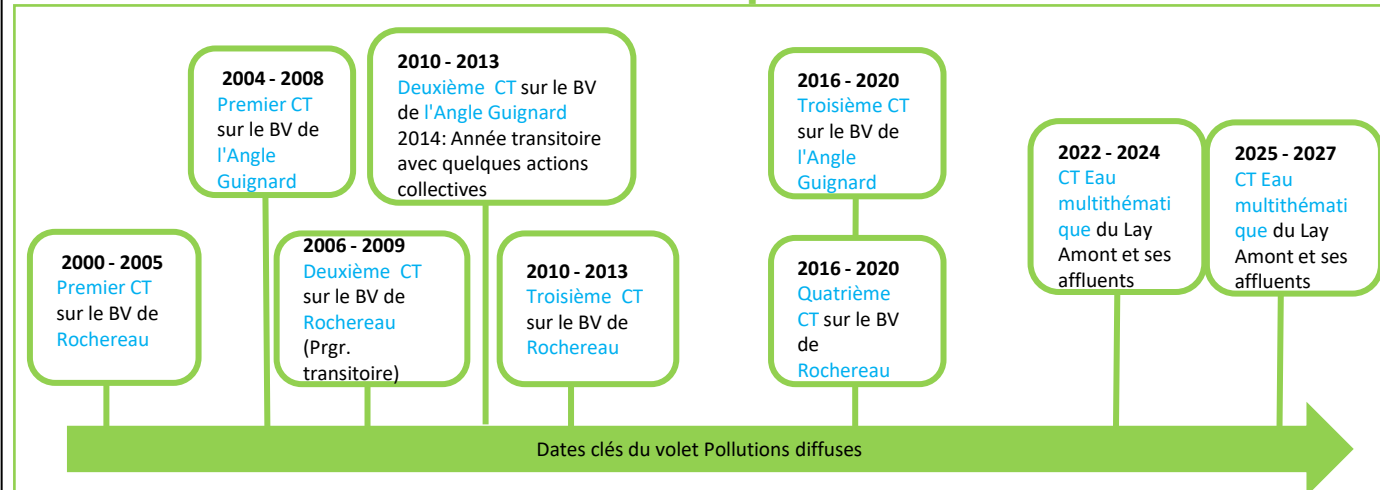 2000 - 2005
Premier CT
sur le BV de
Rochereau
2004 - 2008
Premier CT
sur le BV de
l'Angle
Guignard
2006 - 2009
Deuxième CT
sur le BV de
Rochereau
(Prgr.
transitoire)
2010 - 2013
Deuxième CT sur le BV
de l'Angle Guignard
2014: Année transitoire
avec quelques actions
collectives
2010 - 2013
Troisième CT
sur le BV de
Rochereau
2016 - 2020
Troisième CT
sur le BV de
l'Angle
Guignard
2016 - 2020
Quatrième
CT sur le BV
de
Rochereau
2022 - 2024
CT Eau
multithémati
que du Lay
Amont et ses
affluents
2025 - 2027
CT Eau
multithémati
que du Lay
Amont et ses
affluents
Dates clés du volet Pollutions diffuses